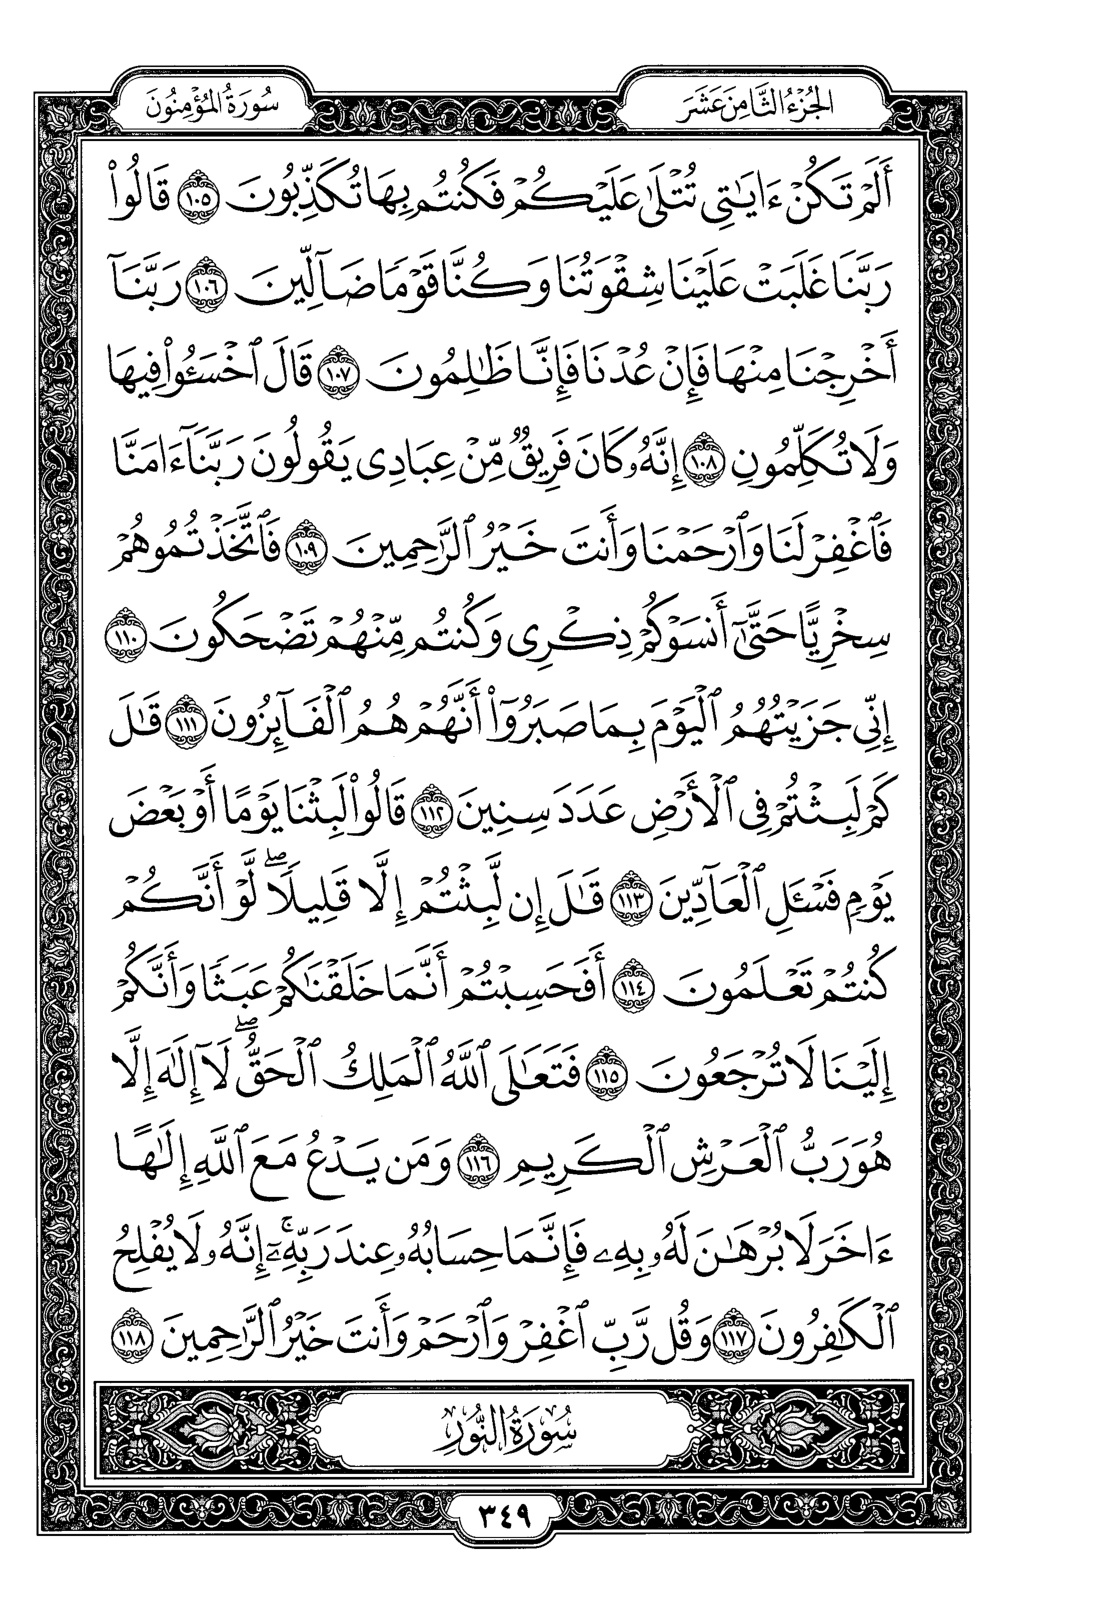 الجُزْءُ الثَّامِنَ عَشَرَ
سُورَةُ المُؤْمِنُونَ
أَلَمْ تَكُنْ ءَايَٰتِى تُتْلَىٰ عَلَيْكُمْ فَكُنتُم بِهَا تُكَذِّبُونَ ١٠٥ قَالُوا۟
رَبَّنَا غَلَبَتْ عَلَيْنَا شِقْوَتُنَا وَكُنَّا قَوْمًا ضَآلِّينَ ١٠٦ رَبَّنَآ
أَخْرِجْنَا مِنْهَا فَإِنْ عُدْنَا فَإِنَّا ظَٰلِمُونَ ١٠٧ قَالَ ٱخْسَـُٔوا۟ فِيهَا
وَلَا تُكَلِّمُونِ ١٠٨ إِنَّهُۥ كَانَ فَرِيقٌ مِّنْ عِبَادِى يَقُولُونَ رَبَّنَآ ءَامَنَّا
فَٱغْفِرْ لَنَا وَٱرْحَمْنَا وَأَنتَ خَيْرُ ٱلرَّٰحِمِينَ ١٠٩ فَٱتَّخَذْتُمُوهُمْ
سِخْرِيًّا حَتَّىٰٓ أَنسَوْكُمْ ذِكْرِى وَكُنتُم مِّنْهُمْ تَضْحَكُونَ ١١٠
إِنِّى جَزَيْتُهُمُ ٱلْيَوْمَ بِمَا صَبَرُوٓا۟ أَنَّهُمْ هُمُ ٱلْفَآئِزُونَ ١١١ قَٰلَ
كَمْ لَبِثْتُمْ فِى ٱلْأَرْضِ عَدَدَ سِنِينَ ١١٢ قَالُوا۟ لَبِثْنَا يَوْمًا أَوْ بَعْضَ
يَوْمٍ فَسْـَٔلِ ٱلْعَآدِّينَ ١١٣ قَٰلَ إِن لَّبِثْتُمْ إِلَّا قَلِيلًا ۖ لَّوْ أَنَّكُمْ
كُنتُمْ تَعْلَمُونَ ١١٤ أَفَحَسِبْتُمْ أَنَّمَا خَلَقْنَٰكُمْ عَبَثًا وَأَنَّكُمْ
إِلَيْنَا لَا تُرْجَعُونَ ١١٥ فَتَعَٰلَى ٱللَّهُ ٱلْمَلِكُ ٱلْحَقُّ ۖ لَآ إِلَٰهَ إِلَّا
هُوَ رَبُّ ٱلْعَرْشِ ٱلْكَرِيمِ ١١٦ وَمَن يَدْعُ مَعَ ٱللَّهِ إِلَٰهًا
ءَاخَرَ لَا بُرْهَٰنَ لَهُۥ بِهِۦ فَإِنَّمَا حِسَابُهُۥ عِندَ رَبِّهِۦٓ ۚ إِنَّهُۥ لَا يُفْلِحُ
ٱلْكَٰفِرُونَ ١١٧ وَقُل رَّبِّ ٱغْفِرْ وَٱرْحَمْ وَأَنتَ خَيْرُ ٱلرَّٰحِمِينَ ١١٨
سُورَةُ النُّورِ
٣٤٩